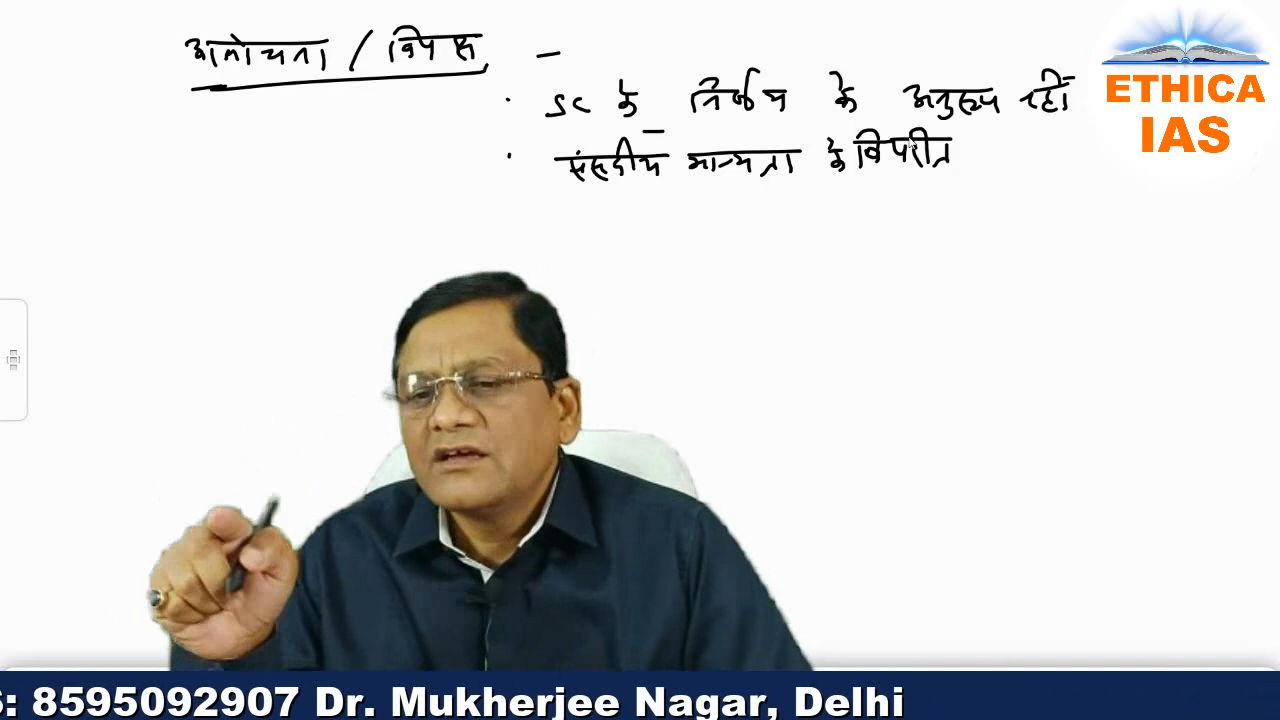 आलोचना / विपक्ष -
ETHICA
IAS
. SC के निर्णय के अनुरूप नहीं -
. संसदीय मान्यता के विपरीत
: 8595092907 Dr. Mukherjee Nagar, Delhi